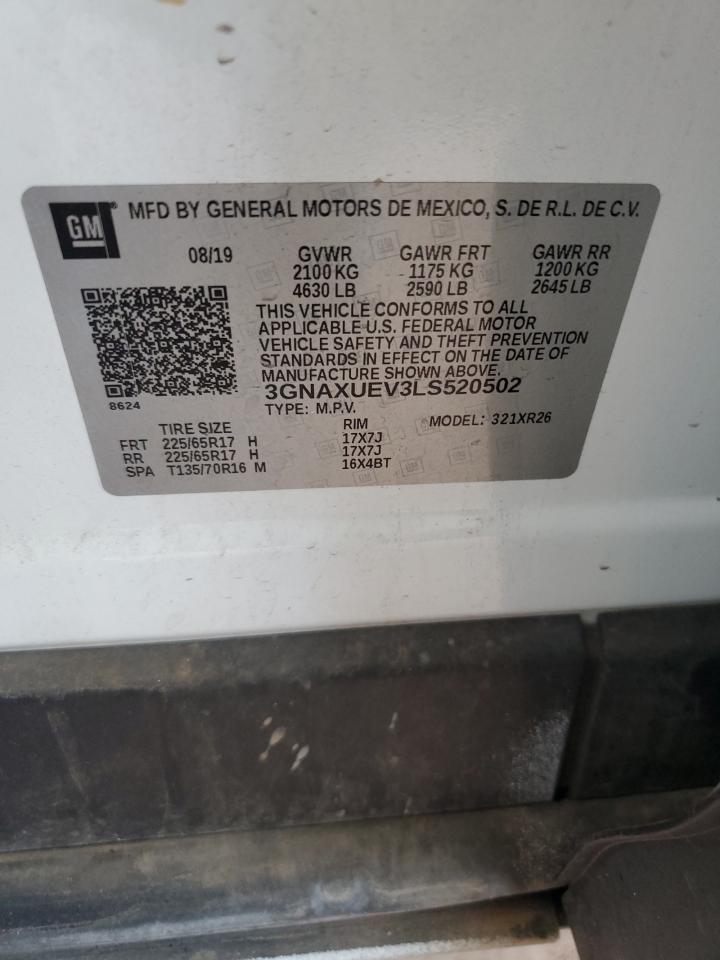 GM® MFD BY GENERAL MOTORS DE MEXICO, S. DE R.L. DE C.V.
08/19 GVWR GAWR FRT GAWR RR
2100 KG 1175 KG 1200 KG
4630 LB 2590 LB 2645 LB
THIS VEHICLE CONFORMS TO ALL
APPLICABLE U.S. FEDERAL MOTOR
VEHICLE SAFETY AND THEFT PREVENTION
STANDARDS IN EFFECT ON THE DATE OF
MANUFACTURE SHOWN ABOVE.
3GNAXUEV3LS520502
8624
TYPE: M.P.V. MODEL: 321XR26
TIRE SIZE RIM
FRT 225/65R17 H 17X7J
RR 225/65R17 H 17X7J
SPA T135/70R16 M 16X4BT